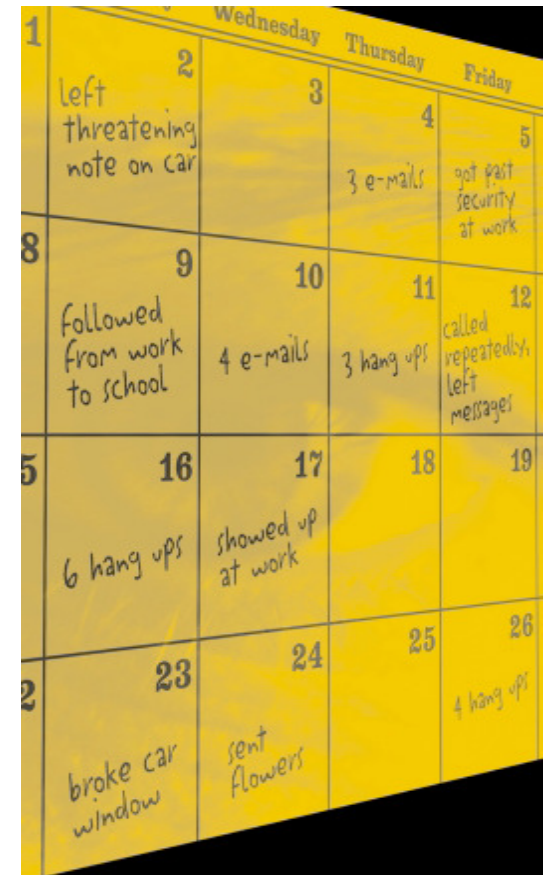 Wednesday
Thursday
Friday
1
2
3
4
5
left
threatening
note on car
3 e-mails
got past
security
at work
8
9
10
11
12
followed
from work
to school
4 e-mails
3 hang ups
called
repeatedly,
left
messages
5
16
17
18
19
6 hang ups
showed up
at work
2
23
24
25
26
broke car
window
sent
flowers
4 hang ups